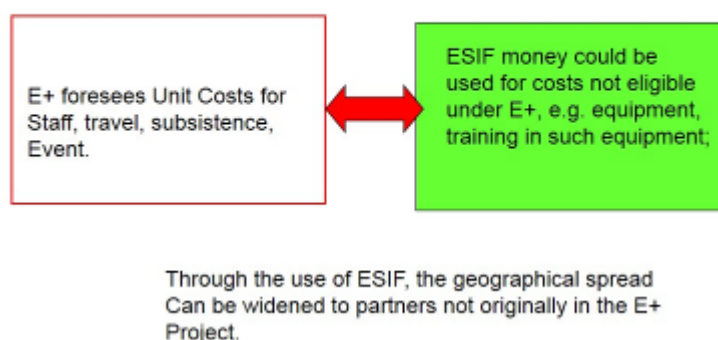 E+ foresees Unit Costs for
Staff, travel, subsistence,
Event.
ESIF money could be
used for costs not eligible
under E+, e.g. equipment,
training in such equipment;
Through the use of ESIF, the geographical spread
Can be widened to partners not originally in the E+
Project.